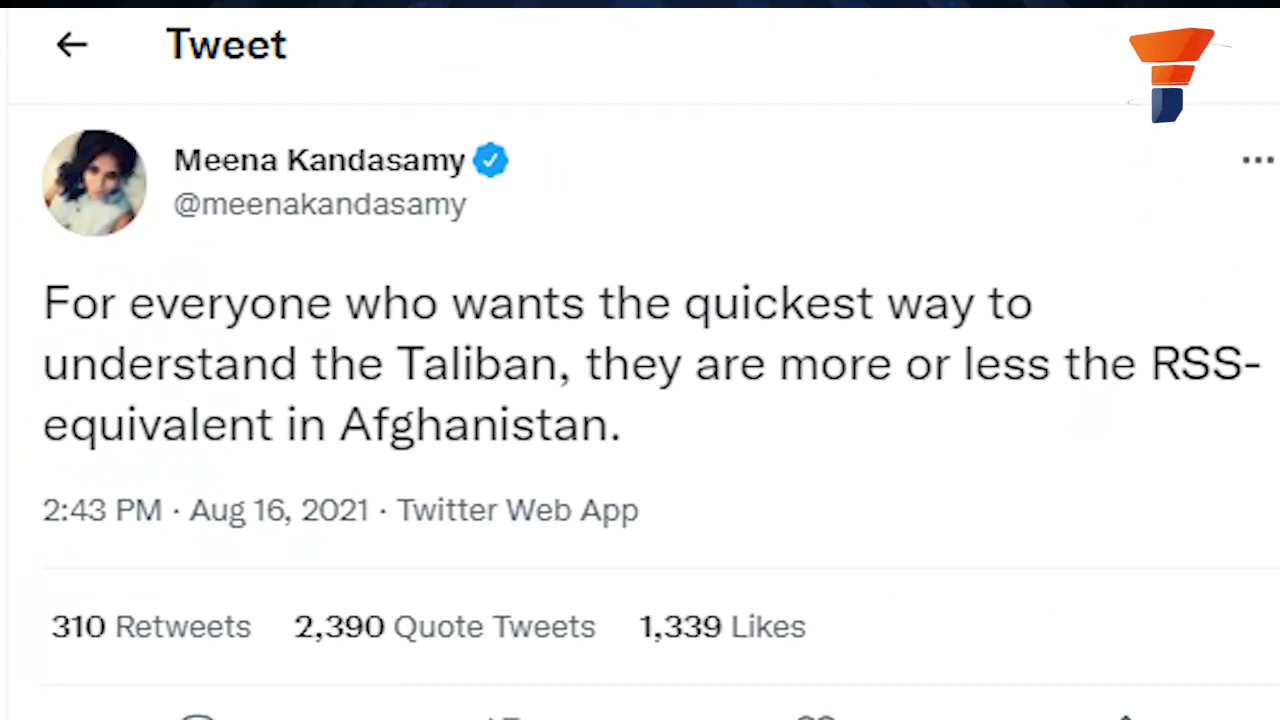 Tweet
Meena Kandasamy
@meenakandasamy
For everyone who wants the quickest way to
understand the Taliban, they are more or less the RSS-
equivalent in Afghanistan.
2:43 PM · Aug 16, 2021 · Twitter Web App
310 Retweets 2,390 Quote Tweets 1,339 Likes